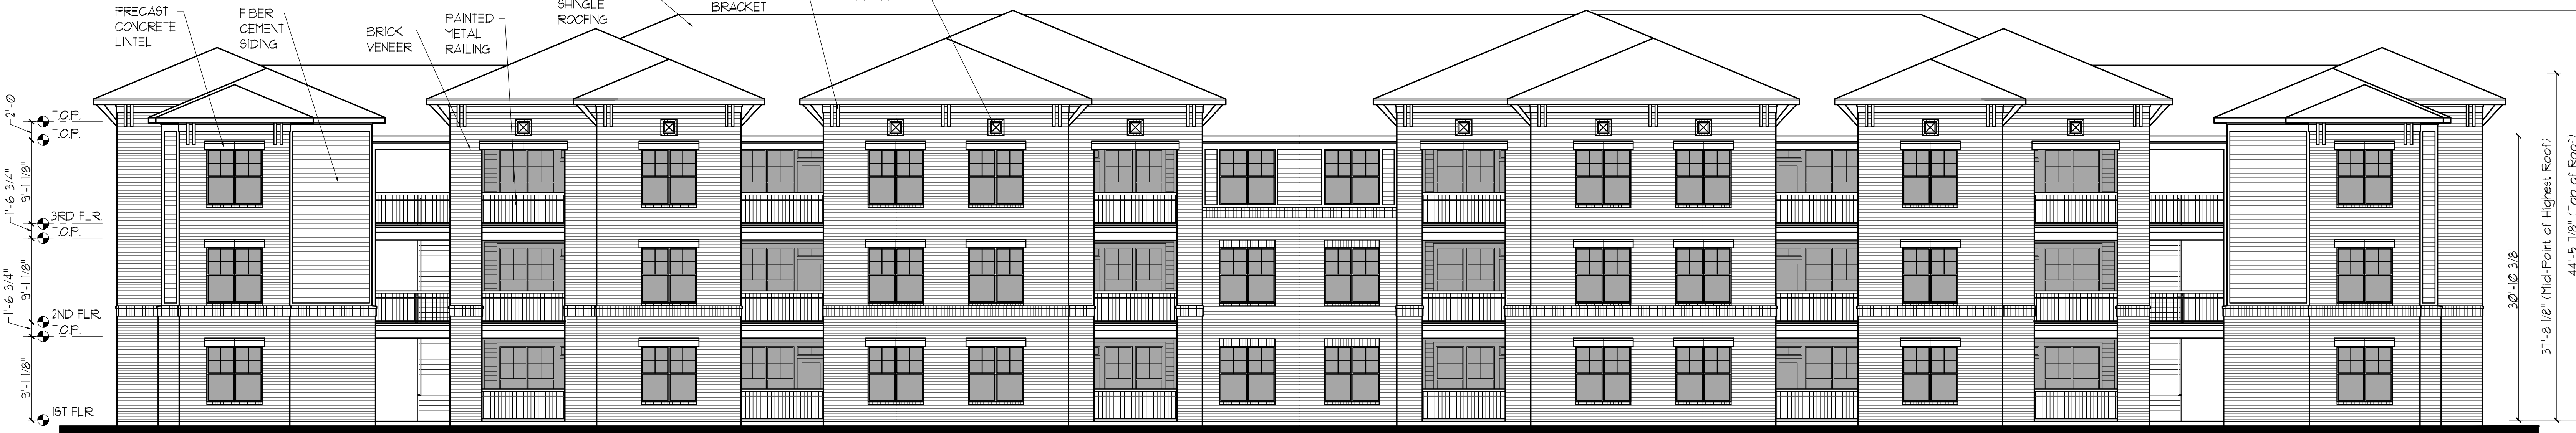 PRECAST
CONCRETE
LINTEL
FIBER
CEMENT
SIDING
BRICK
VENEER
PAINTED
METAL
RAILING
SHINGLE
ROOFING
BRACKET
T.O.P.
T.O.P.
3RD FLR.
T.O.P.
2ND FLR.
T.O.P.
1ST FLR.
2'-0"
9'-1 1/8"
1'-6 3/4"
9'-1 1/8"
1'-6 3/4"
9'-1 1/8"
30'-10 3/8"
37'-8 1/8" (Mid-Point of Highest Roof)
44'-5 7/8" (Top of Roof)